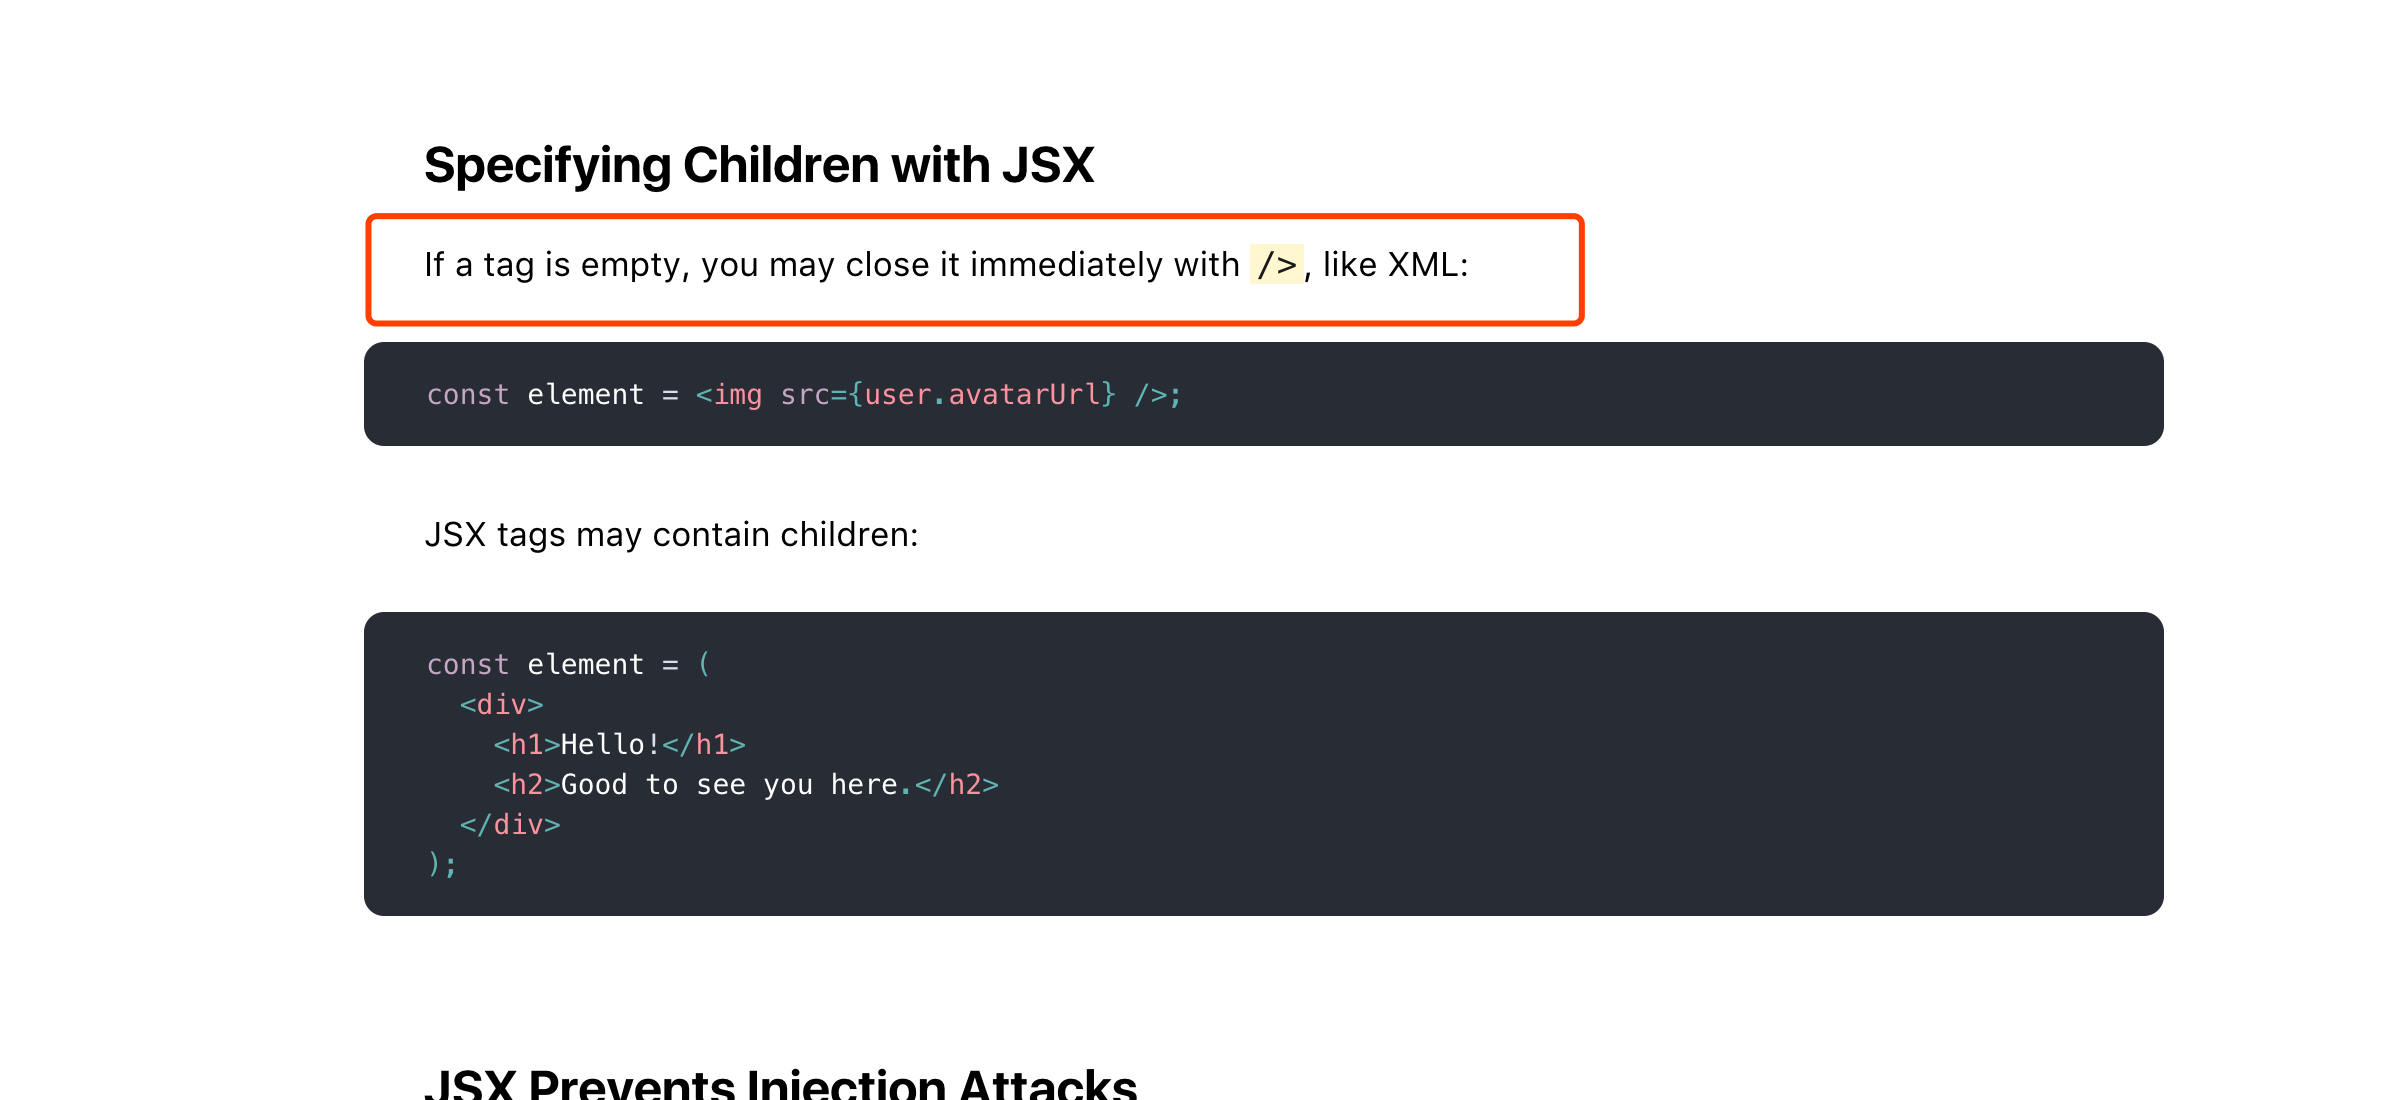 Specifying Children with JSX
If a tag is empty, you may close it immediately with />, like XML:
const element = <img src={user.avatarUrl} />;
JSX tags may contain children:
const element = (
  <div>
    <h1>Hello!</h1>
    <h2>Good to see you here.</h2>
  </div>
);
JSX Prevents Injection Attacks